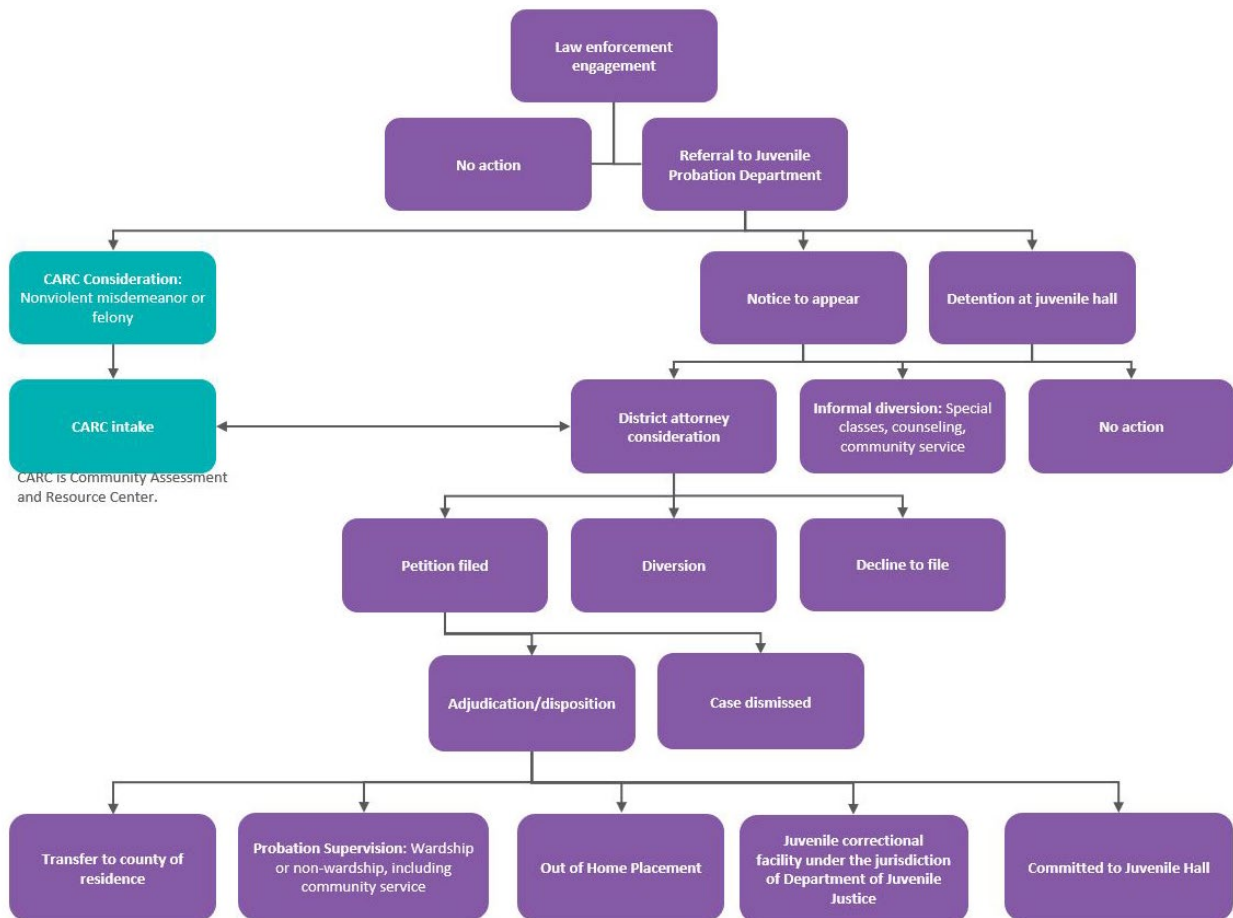 Law enforcement
engagement
No action
Referral to Juvenile
Probation Department
CARC Consideration:
Nonviolent misdemeanor or
felony
Notice to appear
Detention at juvenile hall
CARC intake
District attorney
consideration
Informal diversion: Special
classes, counseling,
community service
No action
CARC is Community Assessment
and Resource Center.
Petition filed
Diversion
Decline to file
Adjudication/disposition
Case dismissed
Transfer to county of
residence
Probation Supervision: Wardship
or non-wardship, including
community service
Out of Home Placement
Juvenile correctional
facility under the jurisdiction
of Department of Juvenile
Justice
Committed to Juvenile Hall